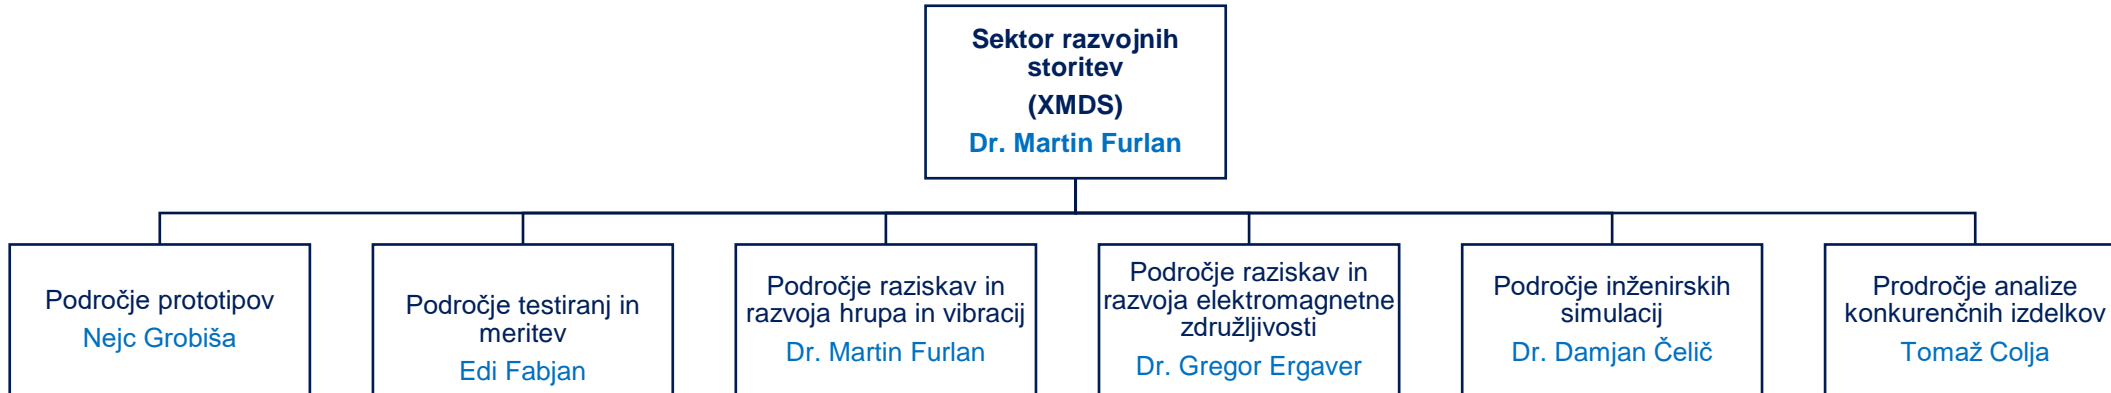 Sektor razvojnih
storitev
(XMDS)
Dr. Martin Furlan
Področje prototipov
Nejc Grobiša
Področje testiranj in
meritev
Edi Fabjan
Področje raziskav in
razvoja hrupa in vibracij
Dr. Martin Furlan
Področje raziskav in
razvoja elektromagnetne
združljivosti
Dr. Gregor Ergaver
Področje inženirskih
simulacij
Dr. Damjan Čelič
Prodročje analize
konkurenčnih izdelkov
Tomaž Colja